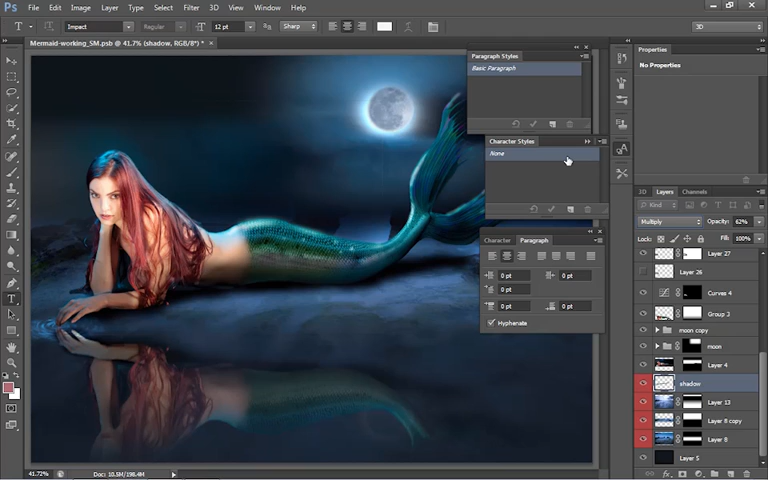 Ps File Edit Image Layer Type Select Filter 3D View Window Help
T Impact Regular 12 pt Sharp 3D
Mermaid-working_SM.psb @ 41.7% (shadow, RGB/8*) * ×
Paragraph Styles
Basic Paragraph
Character Styles
None
Character Paragraph
0 pt 0 pt
0 pt
0 pt 0 pt
Hyphenate
Properties
No Properties
3D Layers Channels
Kind
Multiply Opacity: 62%
Lock: Fill: 100%
Layer 27
Layer 26
Curves 4
Group 3
moon copy
moon
Layer 4
shadow
Layer 13
Layer 8 copy
Layer 8
Layer 5
41.72% Doc: 10.5M/198.4M